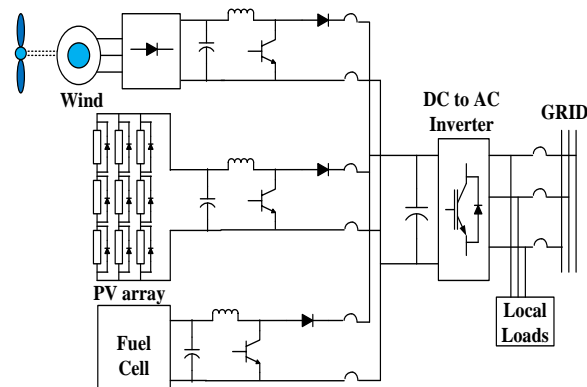 Wind
DC to AC
Inverter
GRID
PV array
Local
Loads
Fuel
Cell